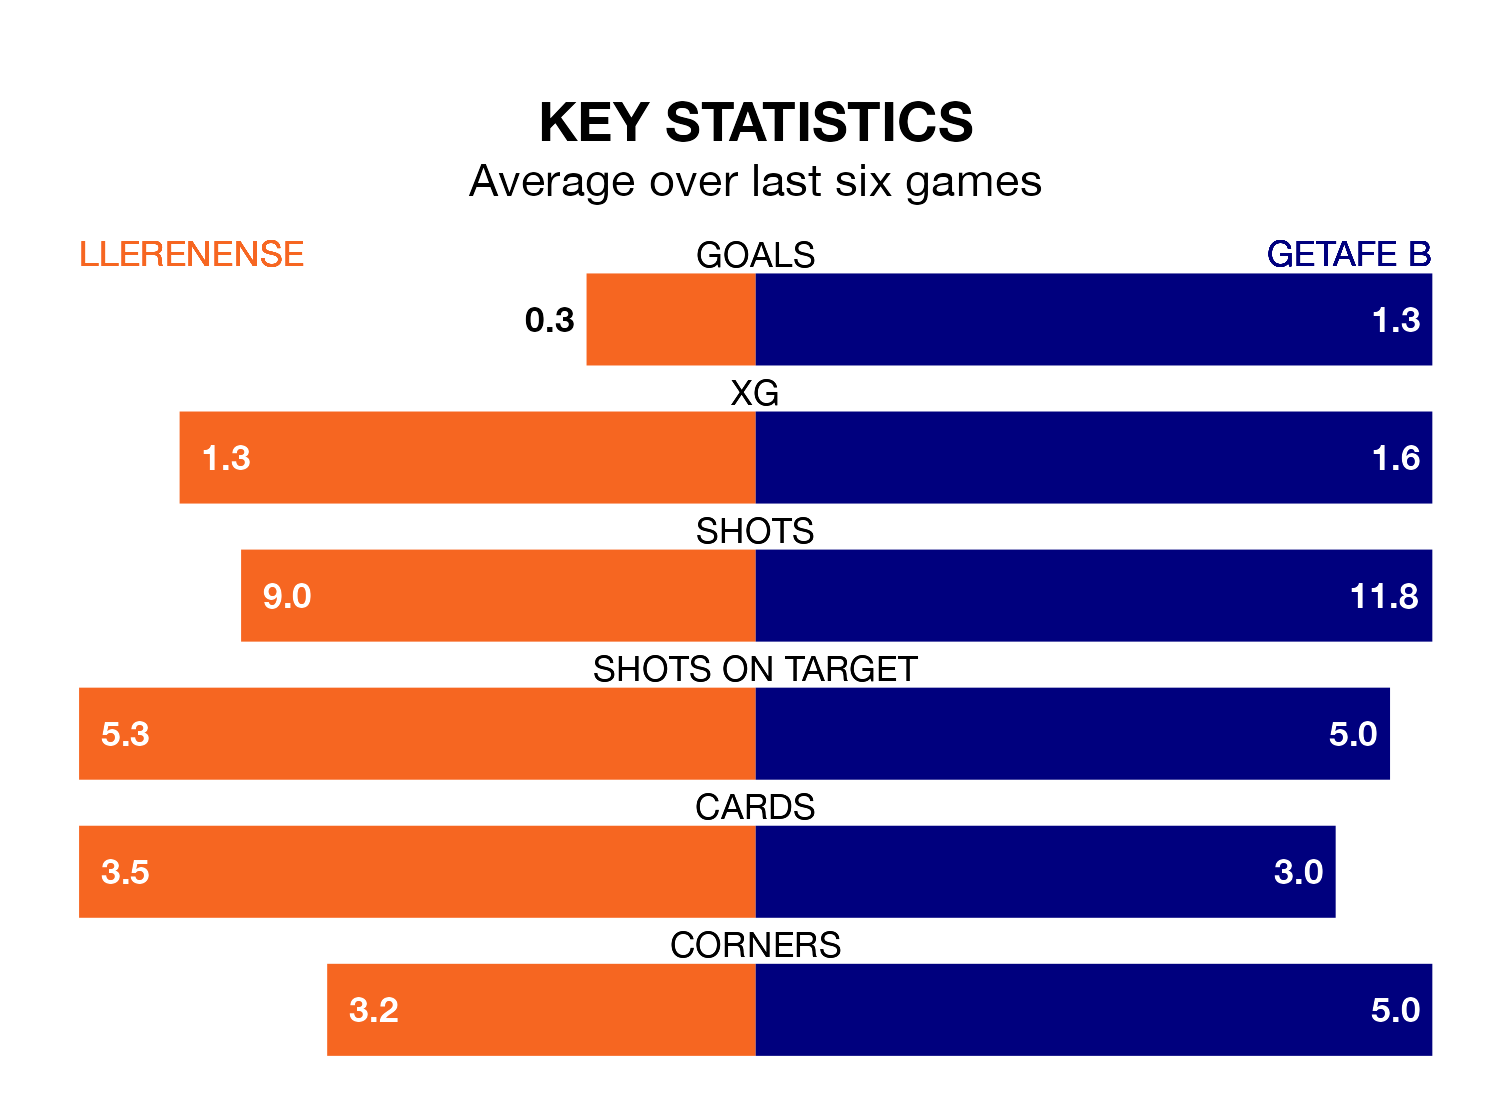 KEY STATISTICS
Average over last six games
LLERENENSE GOALS GETAFE B
0.3 1.3
XG
1.3 1.6
SHOTS
9.0 11.8
SHOTS ON TARGET
5.3 5.0
CARDS
3.5 3.0
CORNERS
3.2 5.0